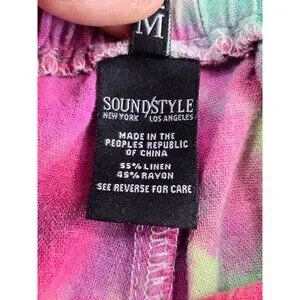 M
SOUNDSTYLE
NEW YORK LOS ANGELES
MADE IN THE
PEOPLES REPUBLIC
OF CHINA
55% LINEN
45% RAYON
SEE REVERSE FOR CARE